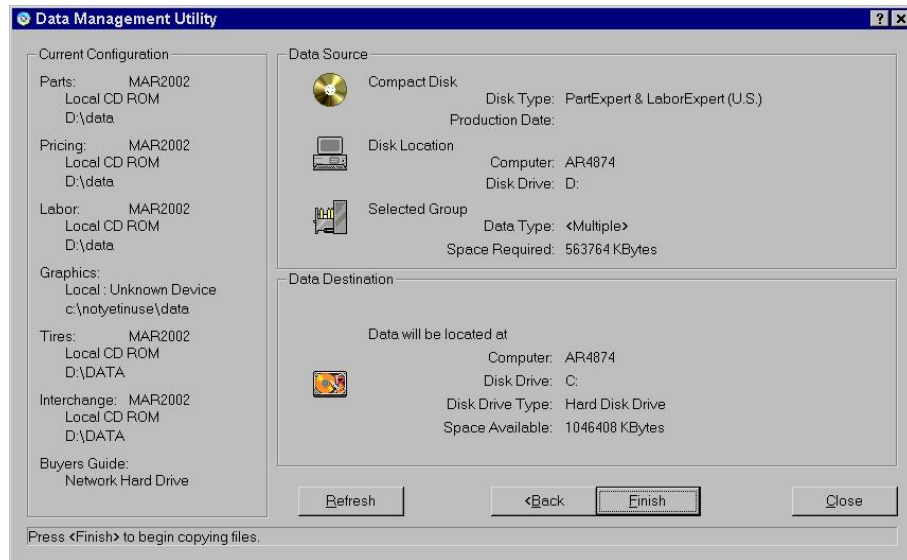 Data Management Utility
Current Configuration
Parts: MAR2002
Local CD ROM
D:\data
Pricing: MAR2002
Local CD ROM
D:\data
Labor: MAR2002
Local CD ROM
D:\data
Graphics:
Local : Unknown Device
c:\notyetinuse\data
Tires: MAR2002
Local CD ROM
D:\DATA
Interchange: MAR2002
Local CD ROM
D:\DATA
Buyers Guide:
Network Hard Drive
Data Source
Compact Disk
Disk Type: PartExpert & LaborExpert (U.S.)
Production Date:
Disk Location
Computer: AR4874
Disk Drive: D:
Selected Group
Data Type: <Multiple>
Space Required: 563764 KBytes
Data Destination
Data will be located at
Computer: AR4874
Disk Drive: C:
Disk Drive Type: Hard Disk Drive
Space Available: 1046408 KBytes
Refresh <Back Finish Close
Press <Finish> to begin copying files.